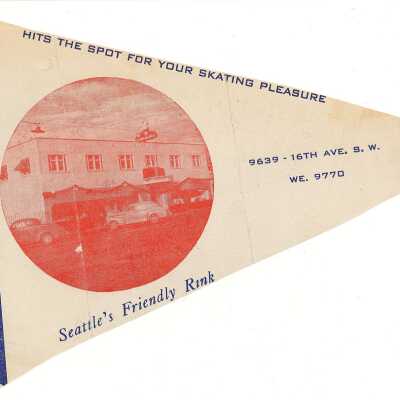 HITS THE SPOT FOR YOUR SKATING PLEASURE
9639 - 16TH AVE. S. W.
WE. 9770
Seattle's Friendly Rink